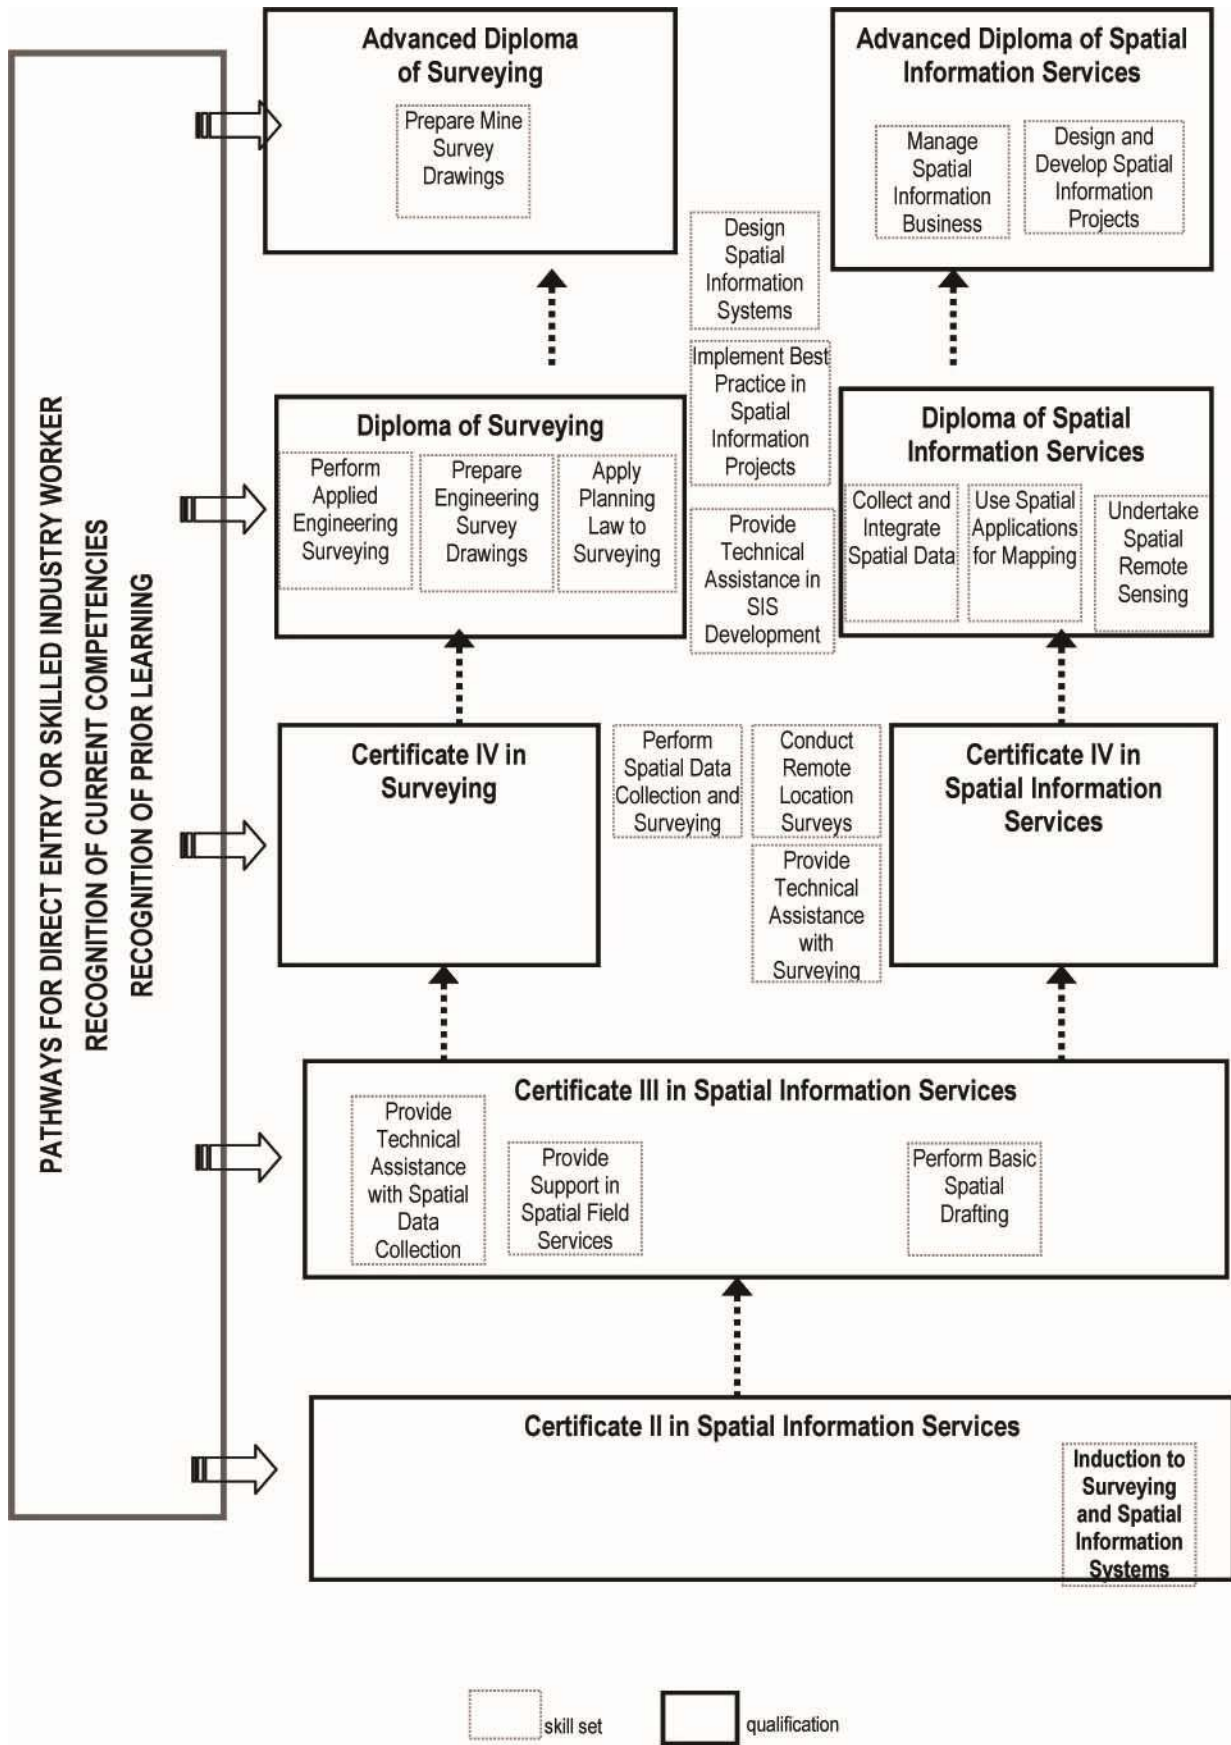 PATHWAYS FOR DIRECT ENTRY OR SKILLED INDUSTRY WORKER
RECOGNITION OF CURRENT COMPETENCIES
RECOGNITION OF PRIOR LEARNING
Advanced Diploma
of Surveying
Prepare Mine
Survey
Drawings
Advanced Diploma of Spatial
Information Services
Manage
Spatial
Information
Business
Design and
Develop Spatial
Information
Projects
Design
Spatial
Information
Systems
Implement Best
Practice in
Spatial
Information
Projects
Provide
Technical
Assistance in
SIS
Development
Diploma of Surveying
Perform
Applied
Engineering
Surveying
Prepare
Engineering
Survey
Drawings
Apply
Planning
Law to
Surveying
Diploma of Spatial
Information Services
Collect and
Integrate
Spatial Data
Use Spatial
Applications
for Mapping
Undertake
Spatial
Remote
Sensing
Certificate IV in
Surveying
Perform
Spatial Data
Collection and
Surveying
Conduct
Remote
Location
Surveys
Provide
Technical
Assistance
with
Surveying
Certificate IV in
Spatial Information
Services
Certificate III in Spatial Information Services
Provide
Technical
Assistance
with Spatial
Data
Collection
Provide
Support in
Spatial Field
Services
Perform Basic
Spatial
Drafting
Certificate II in Spatial Information Services
Induction to
Surveying
and Spatial
Information
Systems
skill set
qualification